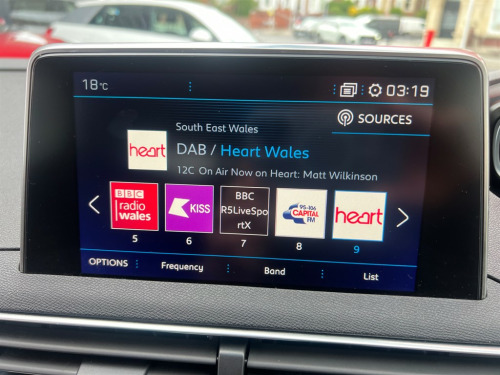 18°C
03:19
South East Wales
SOURCES
heart
DAB / Heart Wales
12C On Air Now on Heart: Matt Wilkinson
BBC
radio
wales
KISS
BBC
R5LiveSpo
rtX
95-106
CAPITAL
FM
heart
5
6
7
8
9
OPTIONS
Frequency
Band
List